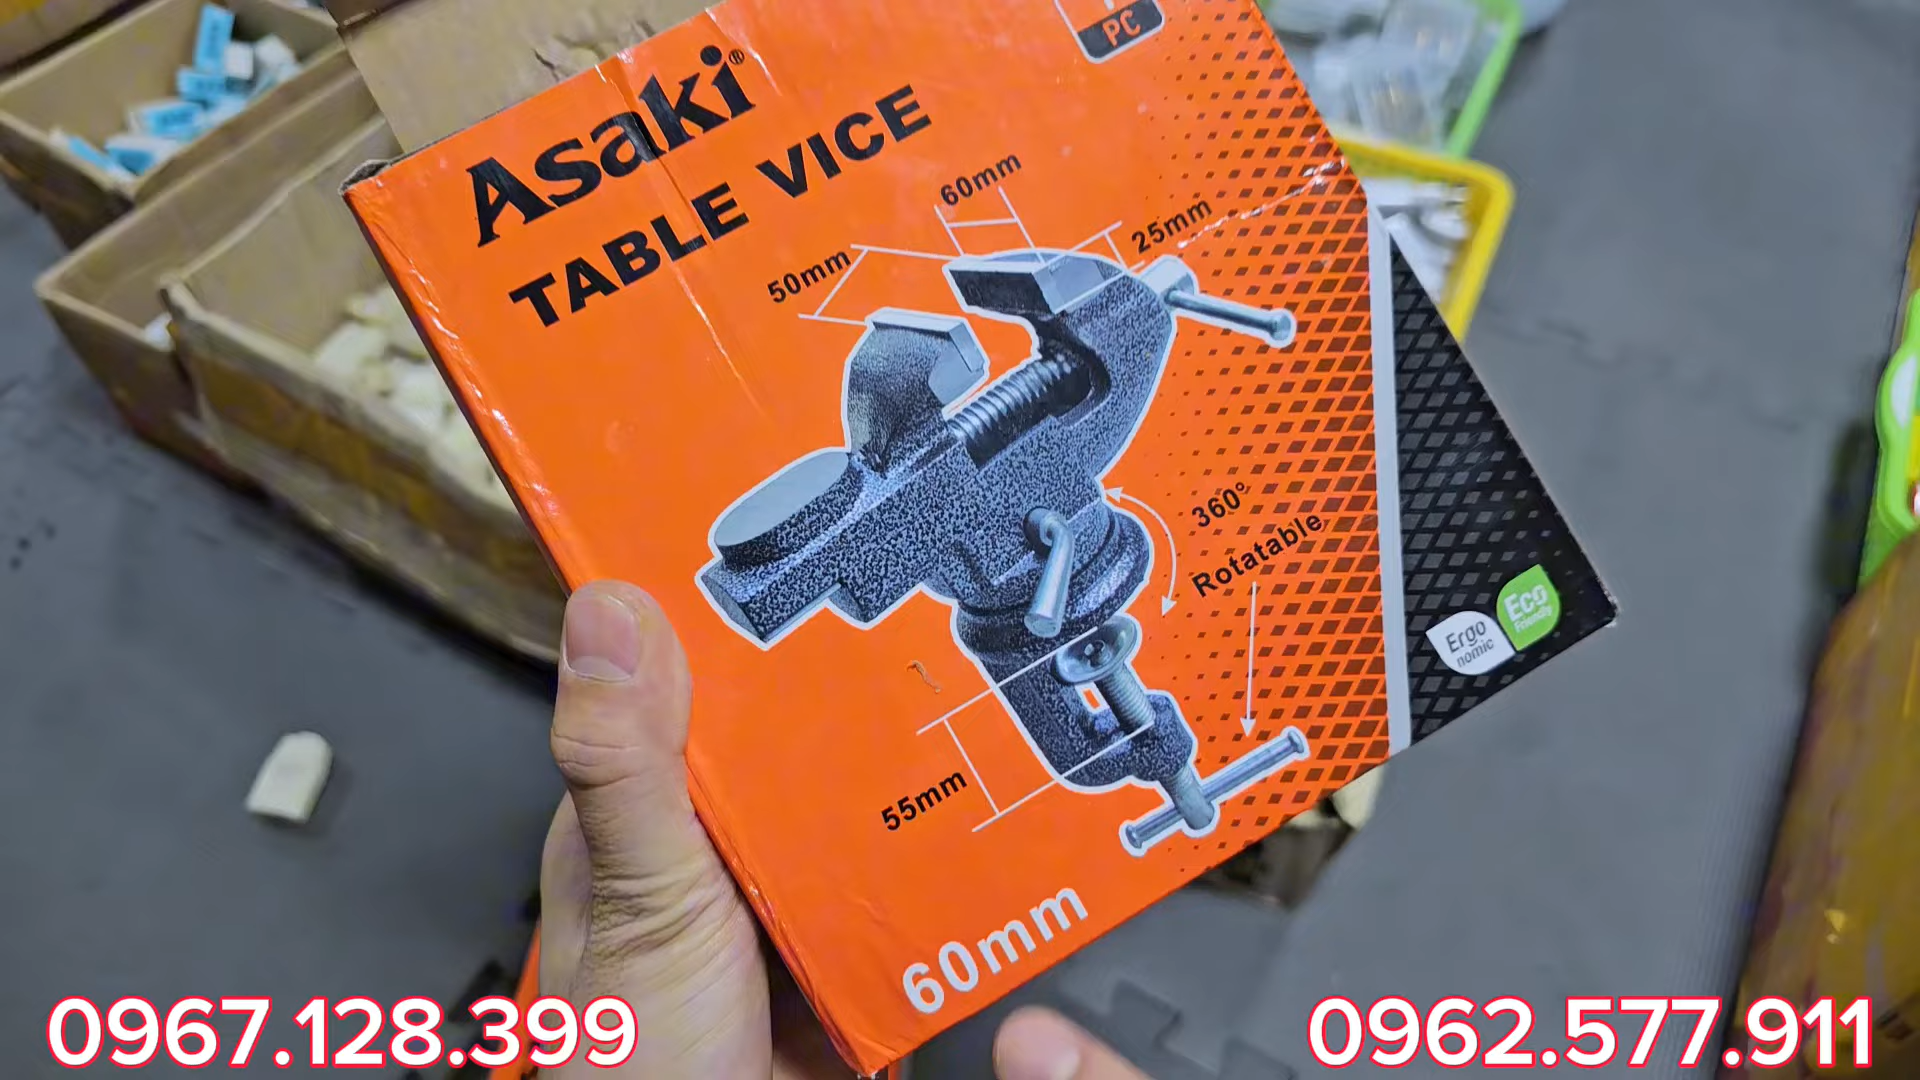 PC
Asaki®
TABLE VICE
60mm
25mm
50mm
360°
Rotatable
Eco
Friendly
Ergo
nomic
55mm
60mm
0967.128.399
0962.577.911